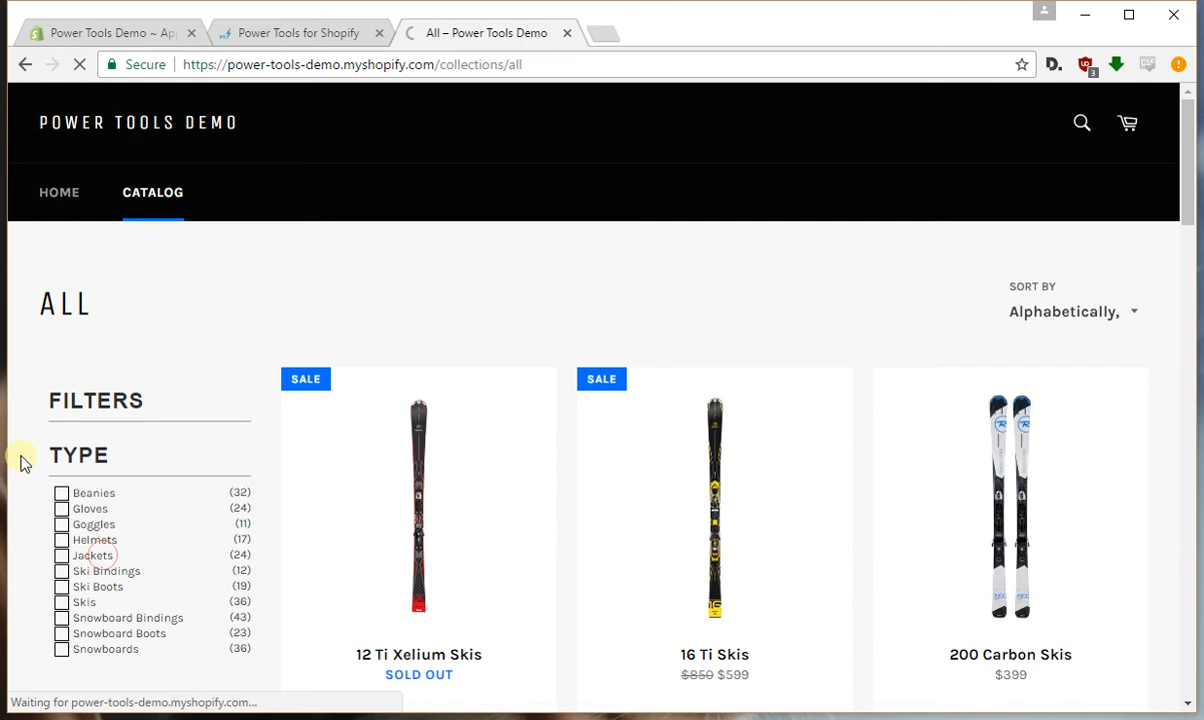 Power Tools Demo ~ App
Power Tools for Shopify
All – Power Tools Demo
Secure
https://power-tools-demo.myshopify.com/collections/all
D.
3
CSF
POWER TOOLS DEMO
HOME
CATALOG
ALL
SORT BY
Alphabetically,
FILTERS
TYPE
Beanies (32)
Gloves (24)
Goggles (11)
Helmets (17)
Jackets (24)
Ski Bindings (12)
Ski Boots (19)
Skis (36)
Snowboard Bindings (43)
Snowboard Boots (23)
Snowboards (36)
SALE
12 Ti Xelium Skis
SOLD OUT
SALE
16 Ti Skis
$850 $599
200 Carbon Skis
$399
Waiting for power-tools-demo.myshopify.com...